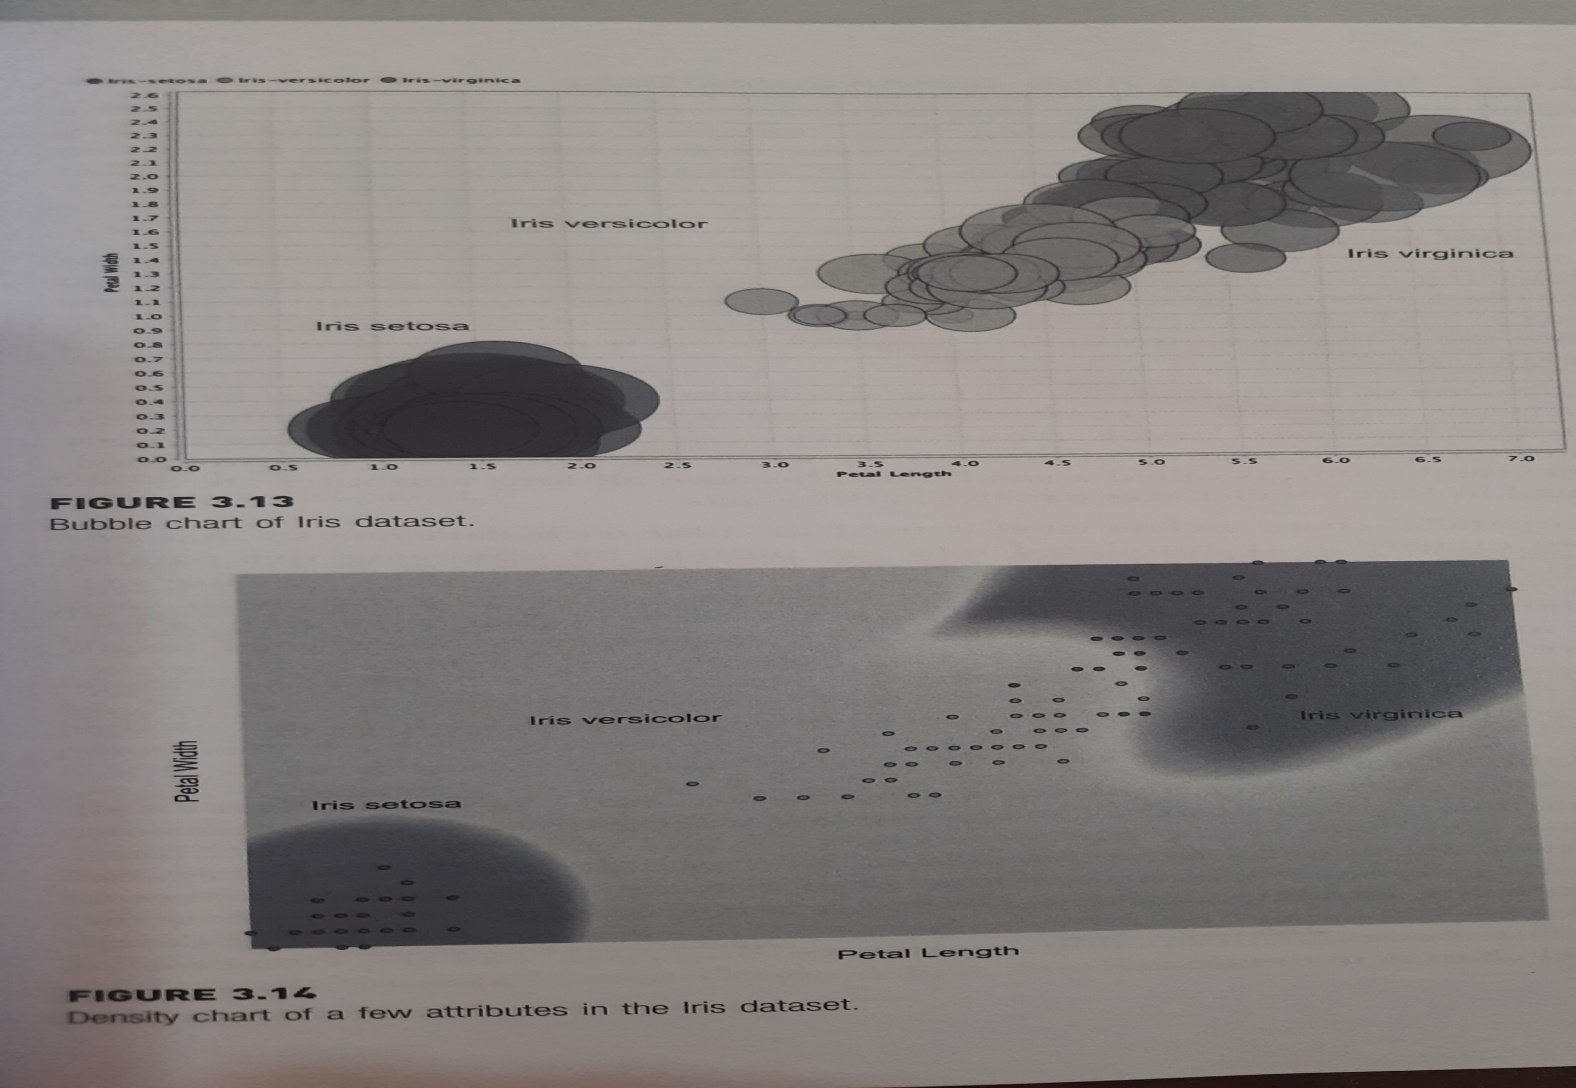 Iris-setosa Iris-versicolor Iris-virginica
2.6
2.5
2.4
2.3
2.2
2.1
2.0
1.9
1.8
1.7
1.6
1.5
1.4
1.3
1.2
1.1
1.0
0.9
0.8
0.7
0.6
0.5
0.4
0.3
0.2
0.1
0.0
Petal Width
Iris versicolor
Iris virginica
Iris setosa
0.0 0.5 1.0 1.5 2.0 2.5 3.0 3.5 4.0 4.5 5.0 5.5 6.0 6.5 7.0
Petal Length
FIGURE 3.13
Bubble chart of Iris dataset.
Iris versicolor
Iris virginica
Petal Width
Iris setosa
Petal Length
FIGURE 3.14
Density chart of a few attributes in the Iris dataset.